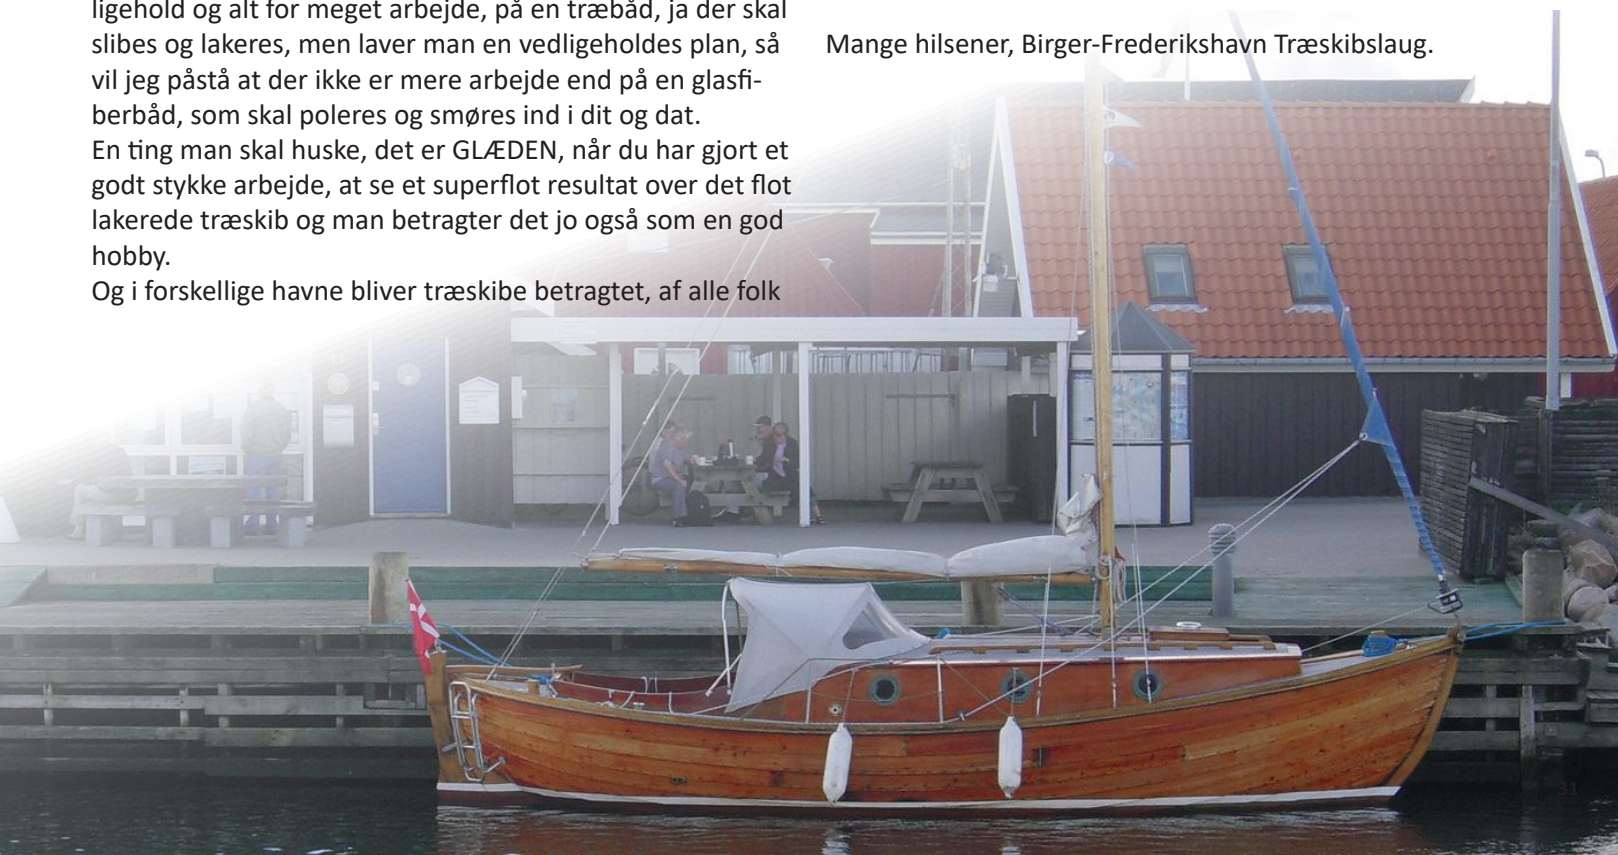 ligehold og alt for meget arbejde, på en træbåd, ja der skal
slibes og lakeres, men laver man en vedligeholdes plan, så
vil jeg påstå at der ikke er mere arbejde end på en glasfi-
berbåd, som skal poleres og smøres ind i dit og dat.
En ting man skal huske, det er GLÆDEN, når du har gjort et
godt stykke arbejde, at se et superflot resultat over det flot
lakerede træskib og man betragter det jo også som en god
hobby.
Og i forskellige havne bliver træskibe betragtet, af alle folk
Mange hilsener, Birger-Frederikshavn Træskibslaug.
31